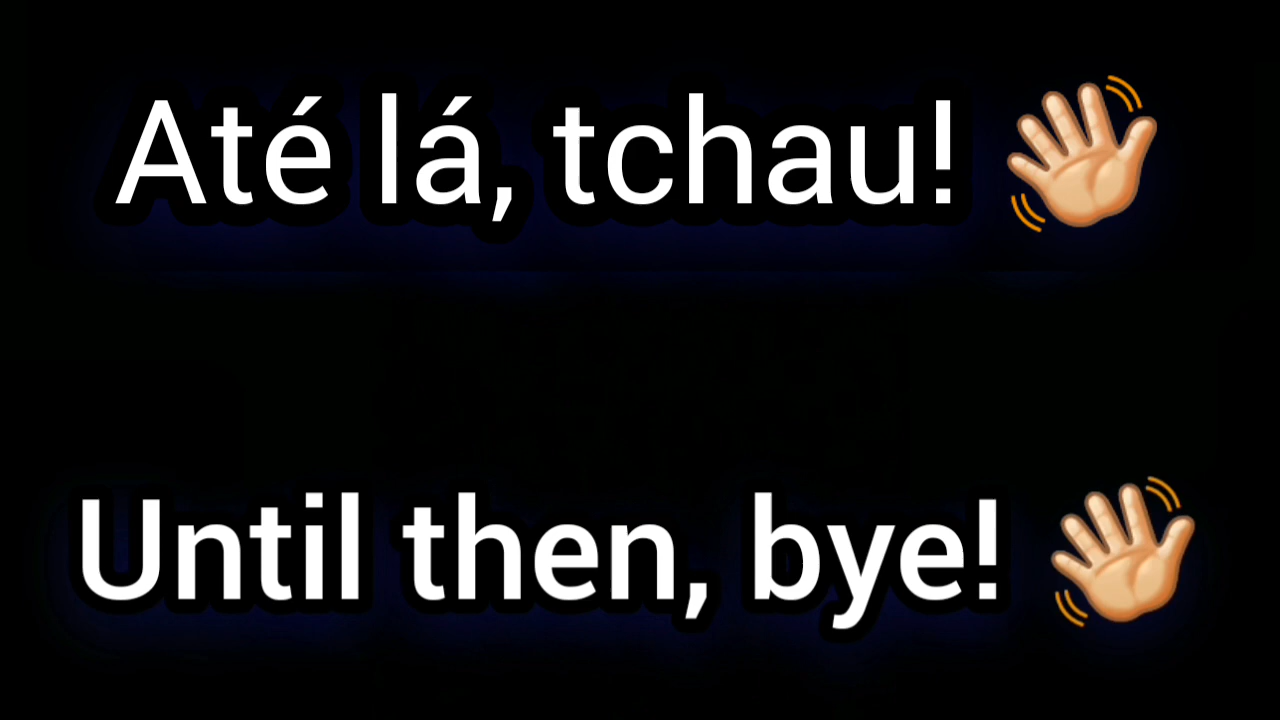 Até lá, tchau! 👋🏼
Until then, bye! 👋🏼